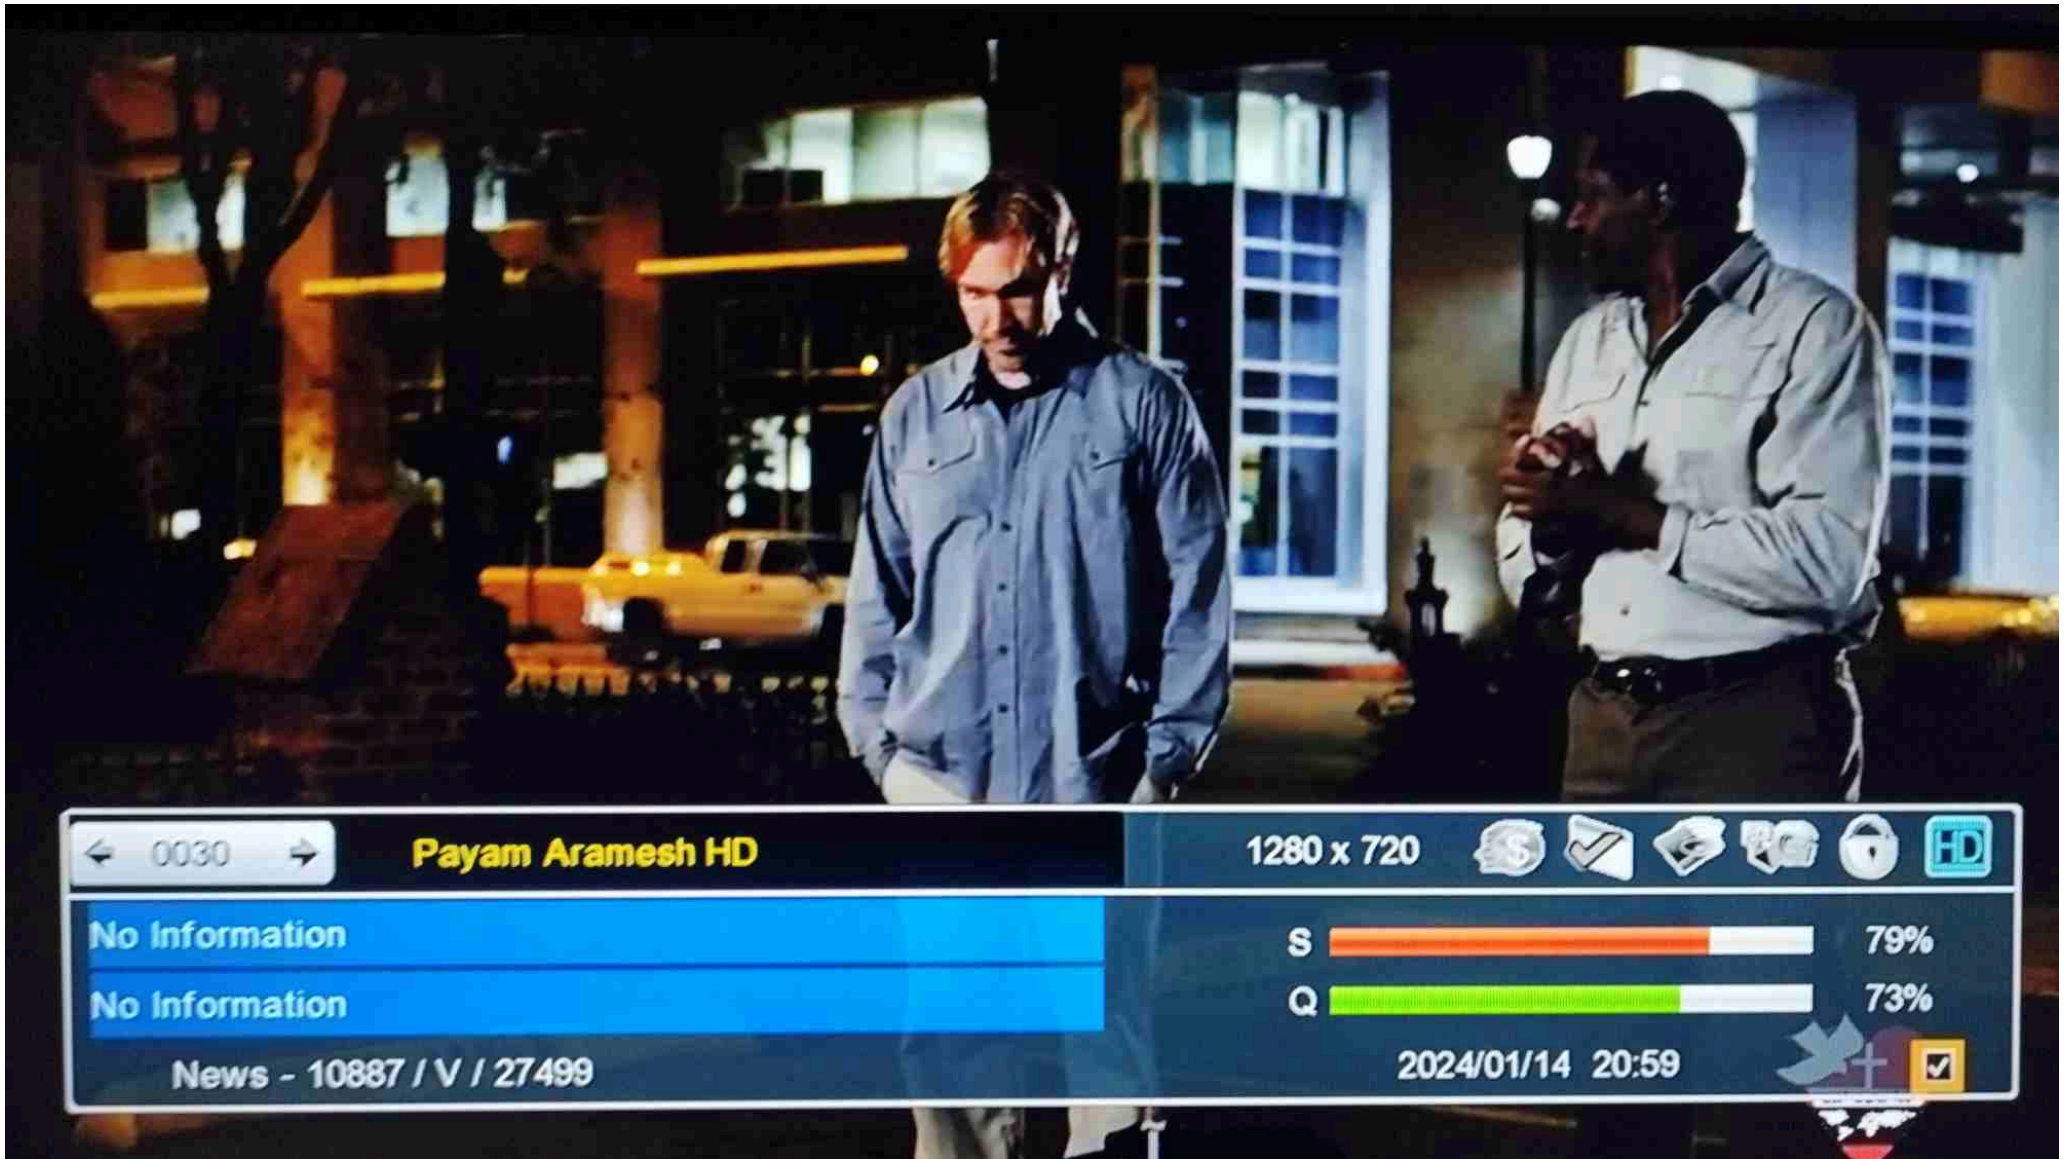 0030
Payam Aramesh HD
1280 x 720
HD
No Information
S
79%
No Information
Q
73%
News - 10887 / V / 27499
2024/01/14 20:59